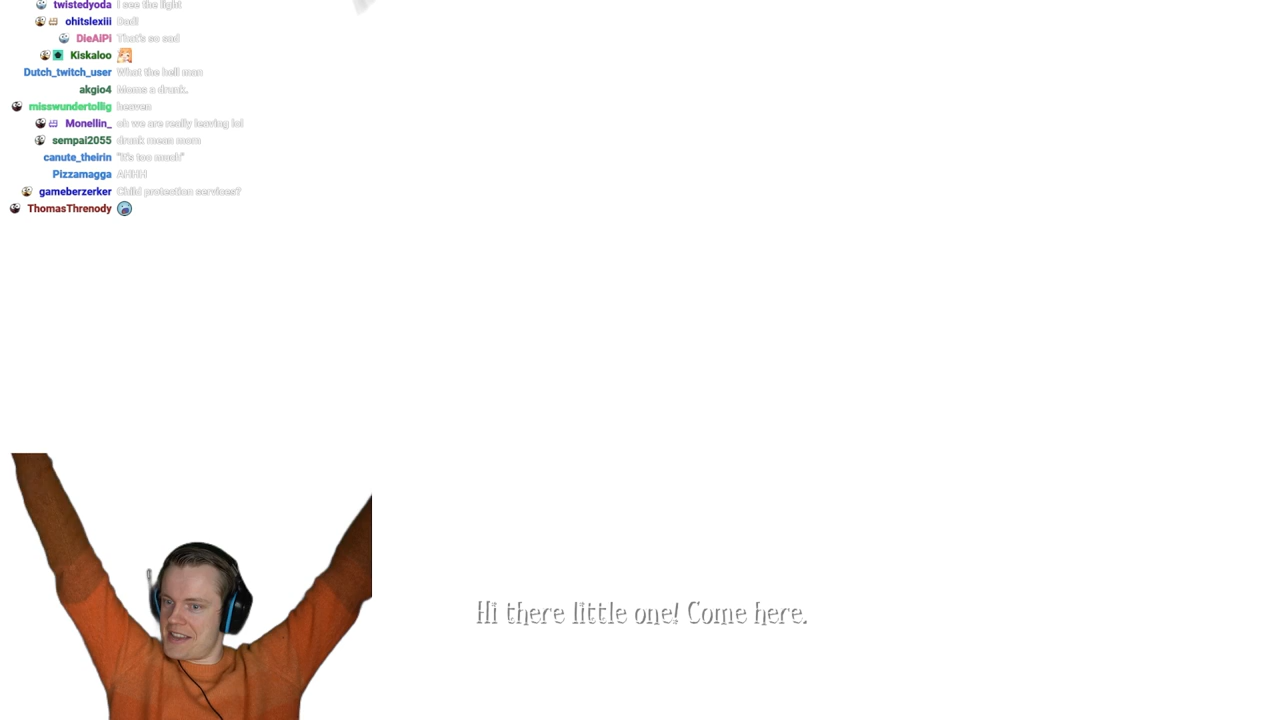 twistedyoda I see the light
ohitslexiii Dad!
DieAlPi That's so sad
Kiskaloo
Dutch_twitch_user What the hell man
akgio4 Moms a drunk.
misswundertollig heaven
Monellin_ oh we are really leaving lol
sempai2055 drunk mean mom
canute_theirin "it's too much"
Pizzamagga AHHH
gameberzerker Child protection services?
ThomasThrenody
Hi there little one! Come here.